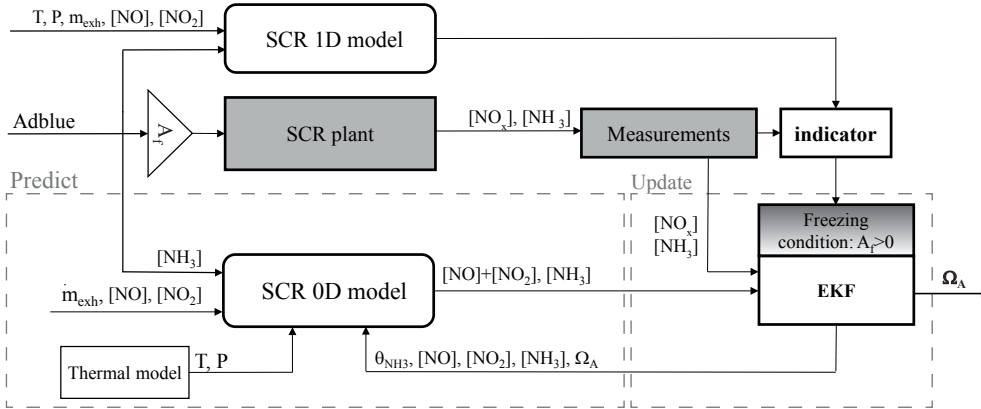 T, P, mexh, [NO], [NO2]
SCR 1D model
Adblue
Af
SCR plant
[NOx], [NH3]
Measurements
indicator
Predict
Update
[NOx]
[NH3]
Freezing
condition: Af>0
[NH3]
SCR 0D model
[NO]+[NO2], [NH3]
EKF
ΩA
ṁexh, [NO], [NO2]
Thermal model
T, P
θNH3, [NO], [NO2], [NH3], ΩA